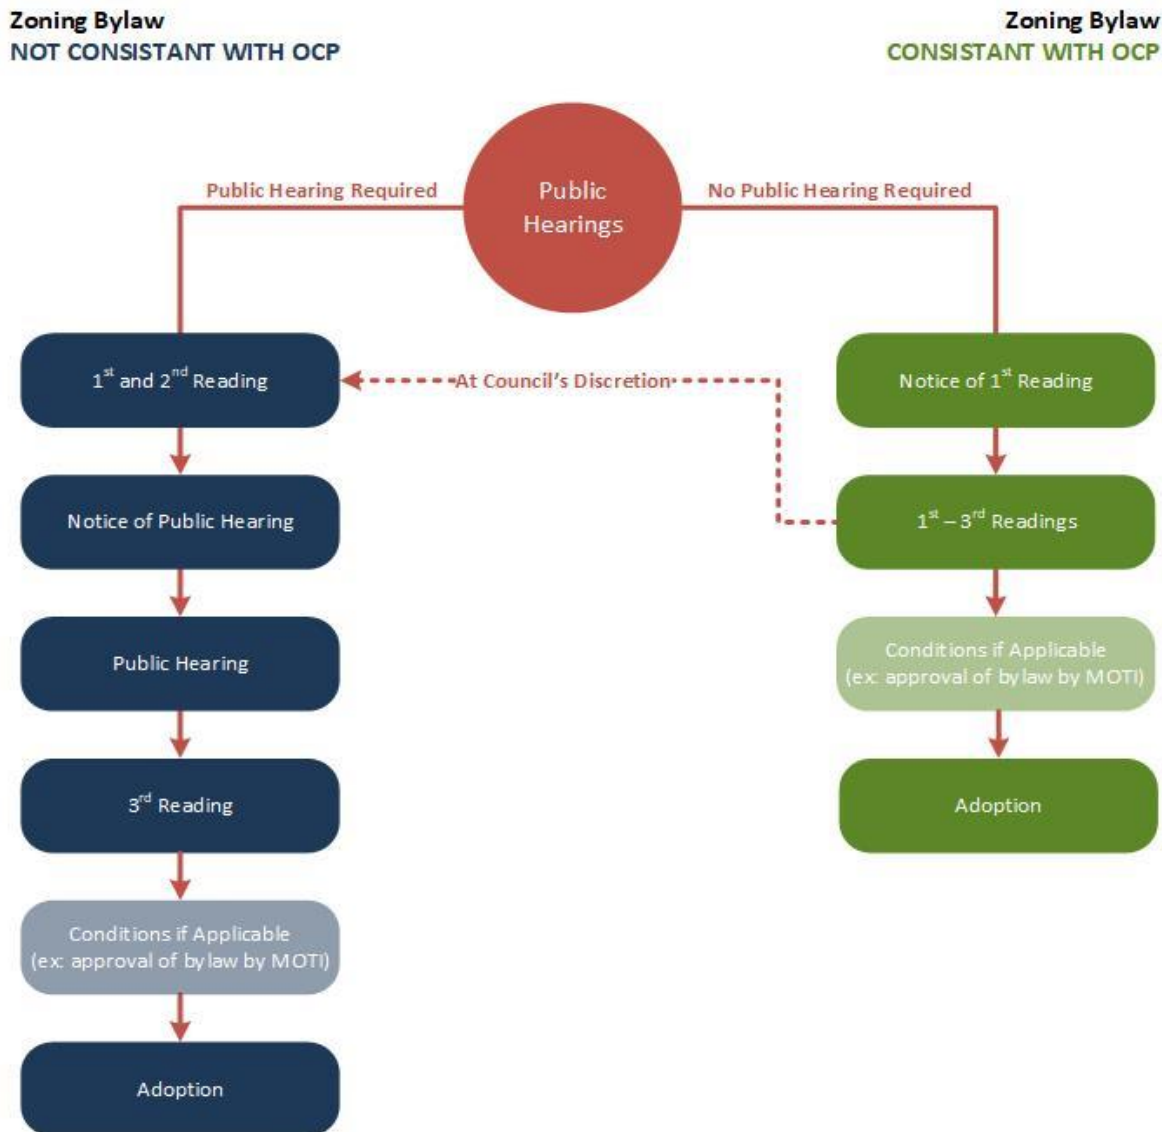 Zoning Bylaw
NOT CONSISTANT WITH OCP
Zoning Bylaw
CONSISTANT WITH OCP
Public Hearing Required
Public
Hearings
No Public Hearing Required
1st and 2nd Reading
At Council's Discretion
Notice of 1st Reading
Notice of Public Hearing
1st – 3rd Readings
Public Hearing
Conditions if Applicable
(ex: approval of bylaw by MOTI)
3rd Reading
Adoption
Conditions if Applicable
(ex: approval of bylaw by MOTI)
Adoption